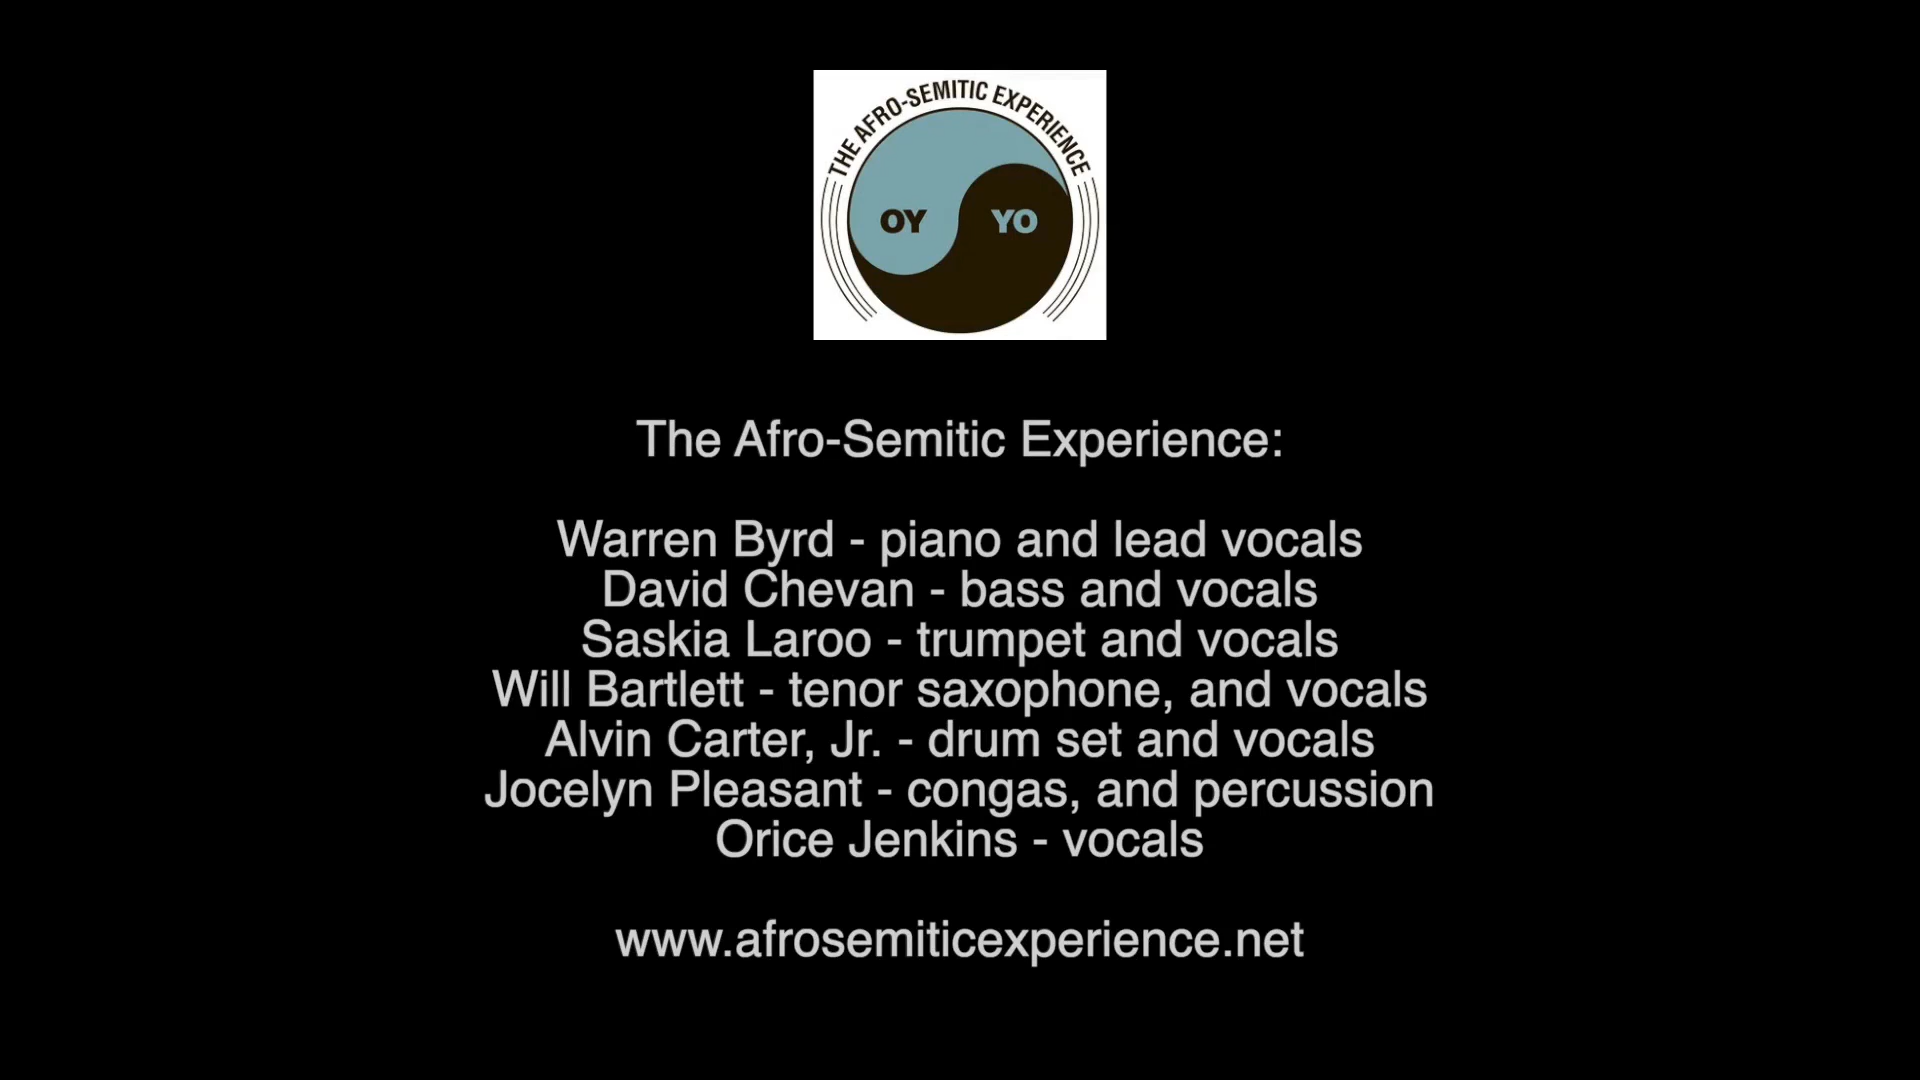 THE AFRO-SEMITIC EXPERIENCE
OY YO
The Afro-Semitic Experience:
Warren Byrd - piano and lead vocals
David Chevan - bass and vocals
Saskia Laroo - trumpet and vocals
Will Bartlett - tenor saxophone, and vocals
Alvin Carter, Jr. - drum set and vocals
Jocelyn Pleasant - congas, and percussion
Orice Jenkins - vocals
www.afrosemiticexperience.net